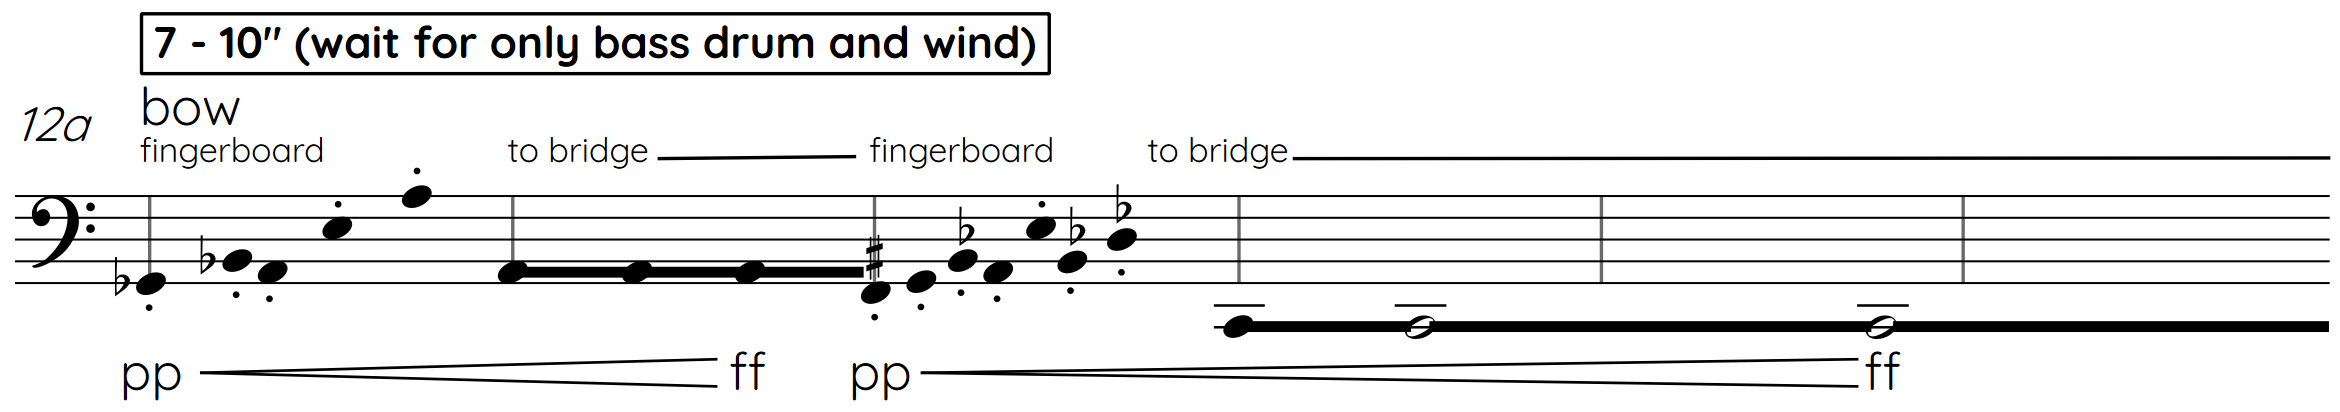 7 - 10" (wait for only bass drum and wind)
12a
bow
fingerboard to bridge fingerboard to bridge
pp ff pp ff